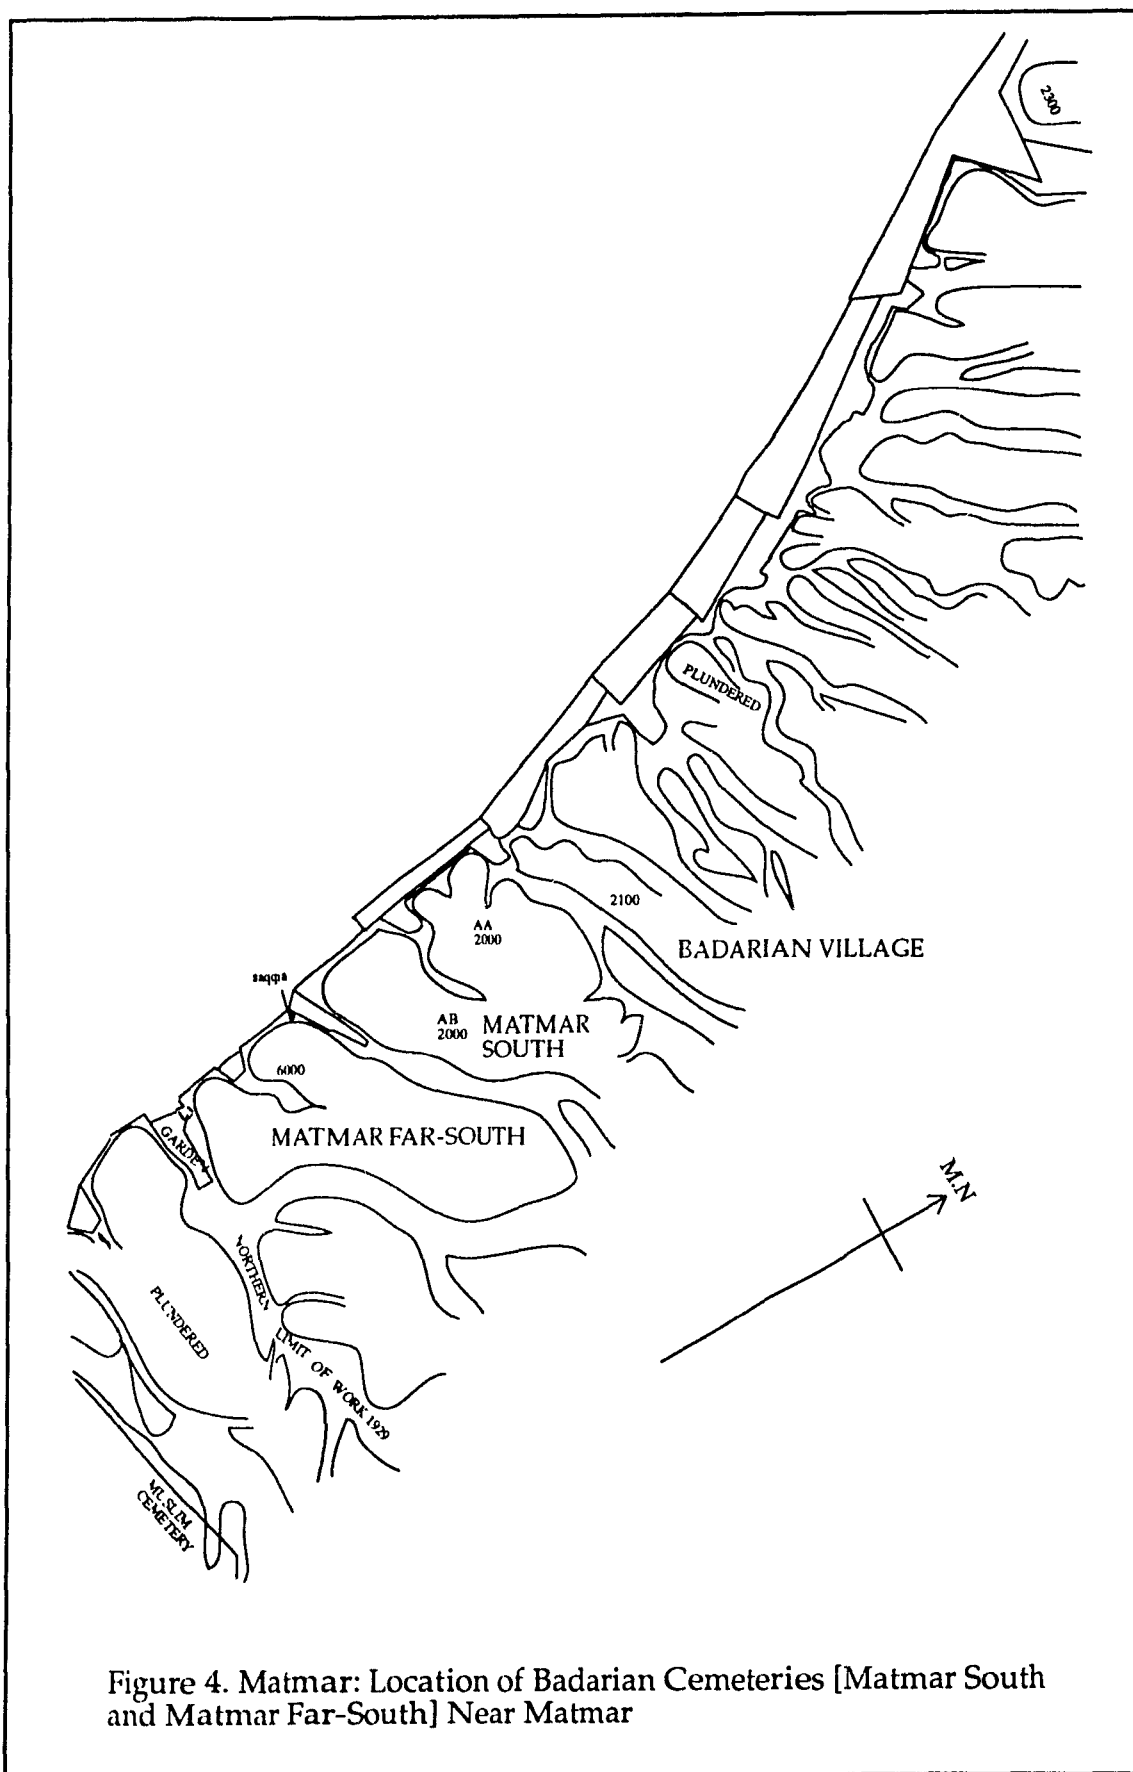 2300
PLUNDERED
2100
AA
2000
BADARIAN VILLAGE
saqqia
AB
2000
MATMAR
SOUTH
6000
MATMAR FAR-SOUTH
GARDEN
M.N
NORTHERN
LIMIT OF WORK 1929
PLUNDERED
MUSLIM
CEMETERY
Figure 4. Matmar: Location of Badarian Cemeteries [Matmar South
and Matmar Far-South] Near Matmar